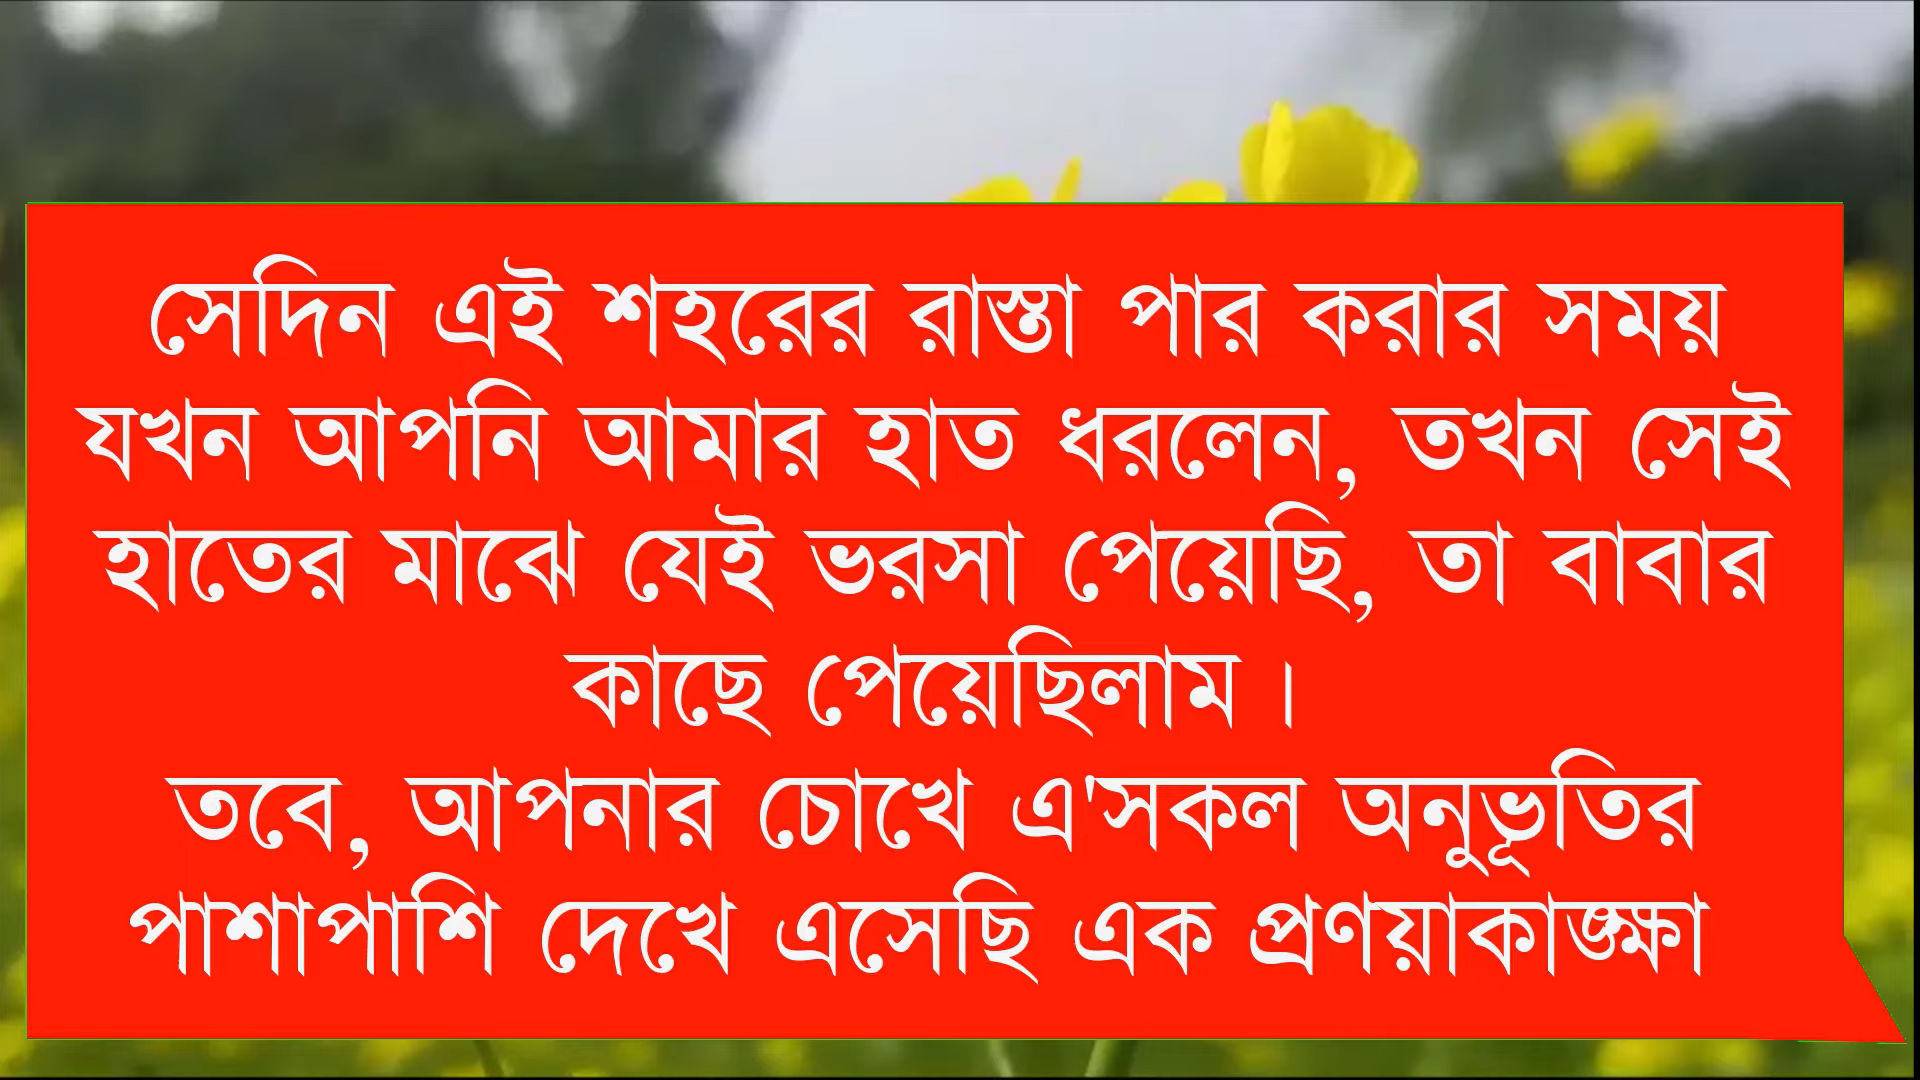 সেদিন এই শহরের রাস্তা পার করার সময়
যখন আপনি আমার হাত ধরলেন, তখন সেই
হাতের মাঝে যেই ভরসা পেয়েছি, তা বাবার
কাছে পেয়েছিলাম।
তবে, আপনার চোখে এ'সকল অনুভূতির
পাশাপাশি দেখে এসেছি এক প্রণয়াকাঙ্ক্ষা